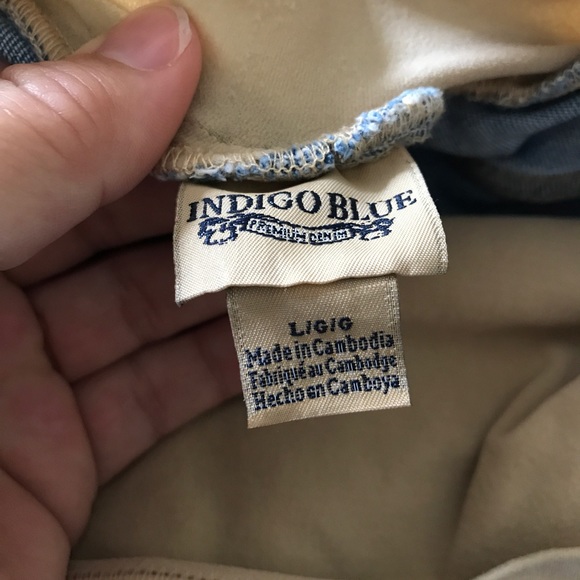 INDIGO BLUE
PREMIUM DENIM
L/G/G
Made in Cambodia
Fabriqué au Cambodge
Hecho en Camboya